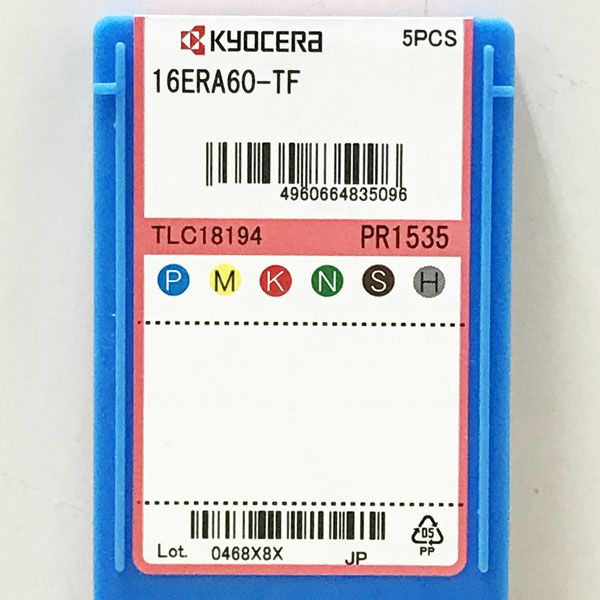 KYOCERA 5PCS
16ERA60-TF
4960664835096
TLC18194 PR1535
P M K N S H
Lot. 0468X8X JP
05
PP